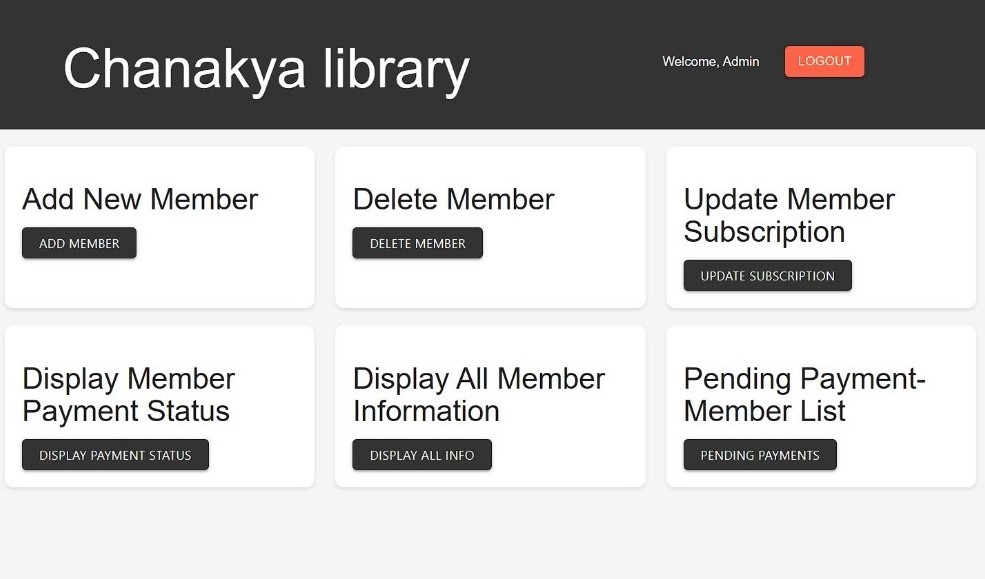 Chanakya library
Welcome, Admin
LOGOUT
Add New Member
ADD MEMBER
Delete Member
DELETE MEMBER
Update Member
Subscription
UPDATE SUBSCRIPTION
Display Member
Payment Status
DISPLAY PAYMENT STATUS
Display All Member
Information
DISPLAY ALL INFO
Pending Payment-
Member List
PENDING PAYMENTS